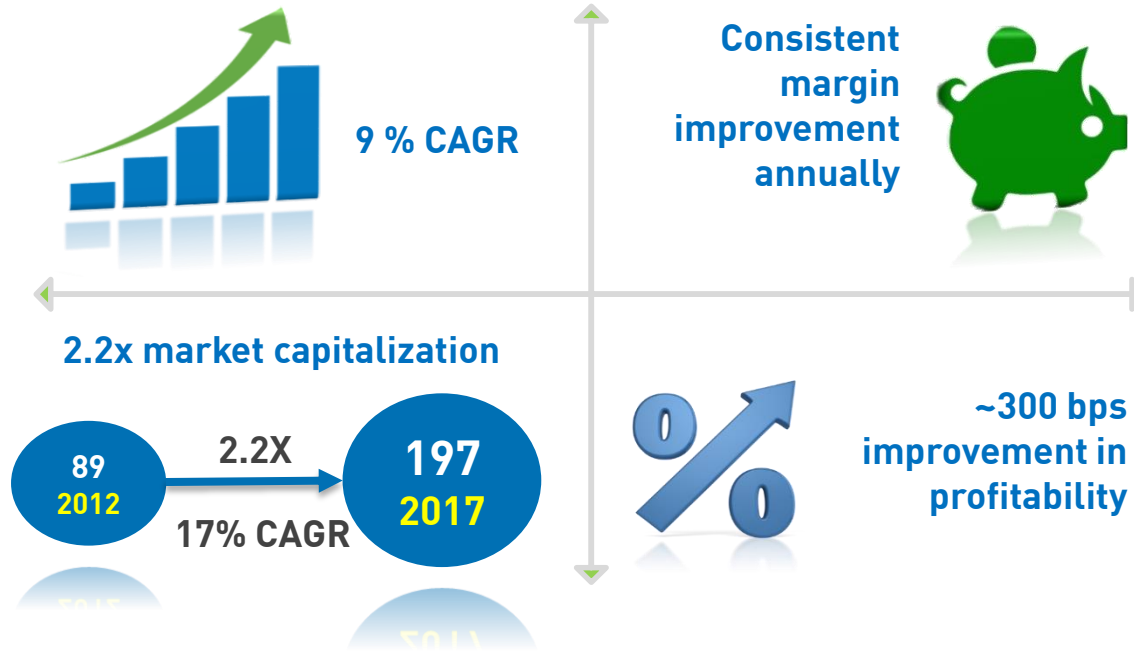 9 % CAGR
Consistent
margin
improvement
annually
2.2x market capitalization
89
2012
2.2X
17% CAGR
197
2017
~300 bps
improvement in
profitability